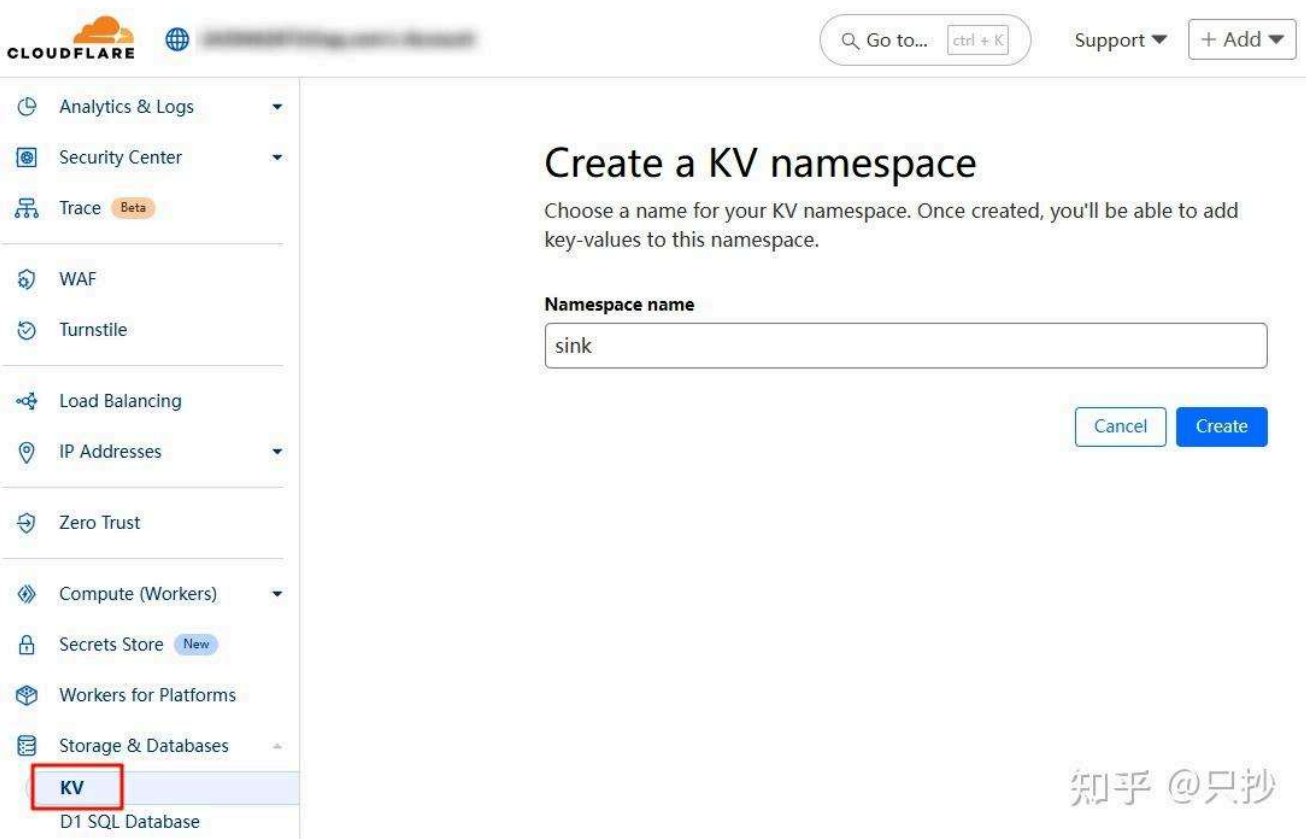 CLOUDFLARE
Go to... ctrl + K
Support
+ Add
Analytics & Logs
Security Center
Trace Beta
WAF
Turnstile
Load Balancing
IP Addresses
Zero Trust
Compute (Workers)
Secrets Store New
Workers for Platforms
Storage & Databases
KV
D1 SQL Database
Create a KV namespace
Choose a name for your KV namespace. Once created, you'll be able to add
key-values to this namespace.
Namespace name
sink
Cancel Create
知乎 @只抄